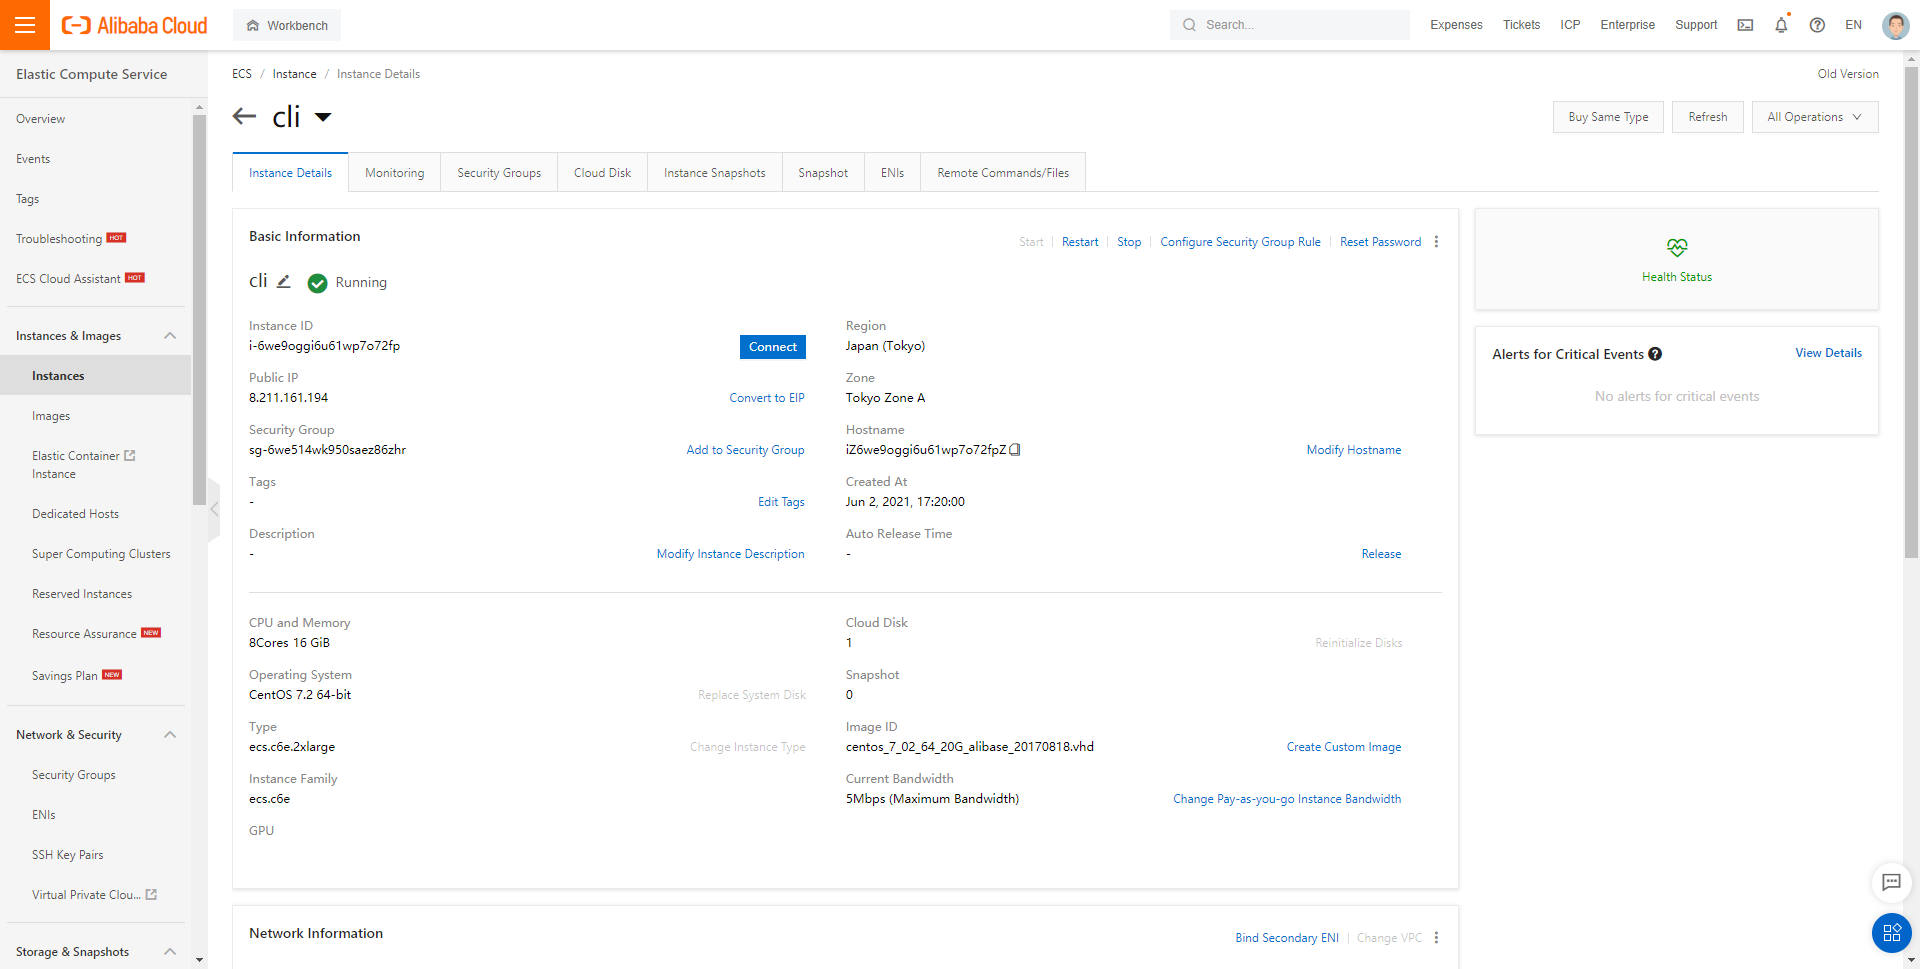 Alibaba Cloud
Workbench
Search...
Expenses
Tickets
ICP
Enterprise
Support
EN
Elastic Compute Service
Overview
Events
Tags
Troubleshooting HOT
ECS Cloud Assistant HOT
Instances & Images
Instances
Images
Elastic Container
Instance
Dedicated Hosts
Super Computing Clusters
Reserved Instances
Resource Assurance NEW
Savings Plan NEW
Network & Security
Security Groups
ENIs
SSH Key Pairs
Virtual Private Clou...
Storage & Snapshots
ECS / Instance / Instance Details
Old Version
cli
Buy Same Type
Refresh
All Operations
Instance Details
Monitoring
Security Groups
Cloud Disk
Instance Snapshots
Snapshot
ENIs
Remote Commands/Files
Basic Information
Start
Restart
Stop
Configure Security Group Rule
Reset Password
cli
Running
Instance ID
i-6we9oggi6u61wp7o72fp
Connect
Region
Japan (Tokyo)
Public IP
8.211.161.194
Convert to EIP
Zone
Tokyo Zone A
Security Group
sg-6we514wk950saez86zhr
Add to Security Group
Hostname
iZ6we9oggi6u61wp7o72fpZ
Modify Hostname
Tags
-
Edit Tags
Created At
Jun 2, 2021, 17:20:00
Description
-
Modify Instance Description
Auto Release Time
-
Release
CPU and Memory
8Cores 16 GiB
Cloud Disk
1
Reinitialize Disks
Operating System
CentOS 7.2 64-bit
Replace System Disk
Snapshot
0
Type
ecs.c6e.2xlarge
Change Instance Type
Image ID
centos_7_02_64_20G_alibase_20170818.vhd
Create Custom Image
Instance Family
ecs.c6e
Current Bandwidth
5Mbps (Maximum Bandwidth)
Change Pay-as-you-go Instance Bandwidth
GPU
Health Status
Alerts for Critical Events
View Details
No alerts for critical events
Network Information
Bind Secondary ENI
Change VPC